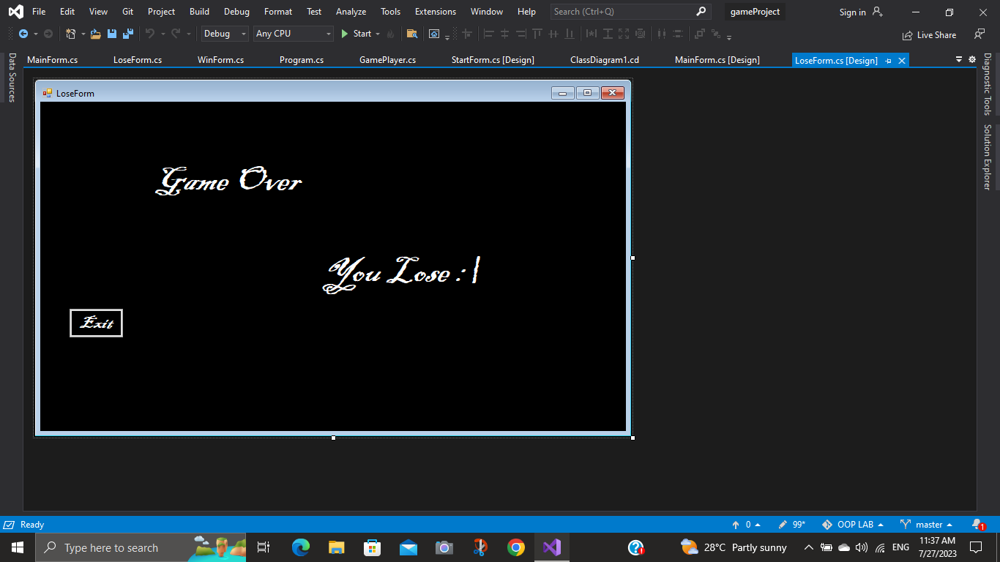 File Edit View Git Project Build Debug Format Test Analyze Tools Extensions Window Help Search (Ctrl+Q) gameProject Sign in
Debug Any CPU Start Live Share
MainForm.cs LoseForm.cs WinForm.cs Program.cs GamePlayer.cs StartForm.cs [Design] ClassDiagram1.cd MainForm.cs [Design] LoseForm.cs [Design]
Data Sources
Diagnostic Tools
Solution Explorer
LoseForm
Game Over
You Lose :|
Exit
Ready 0 99* OOP LAB master 1
Type here to search 28°C Partly sunny ENG 11:37 AM
7/27/2023